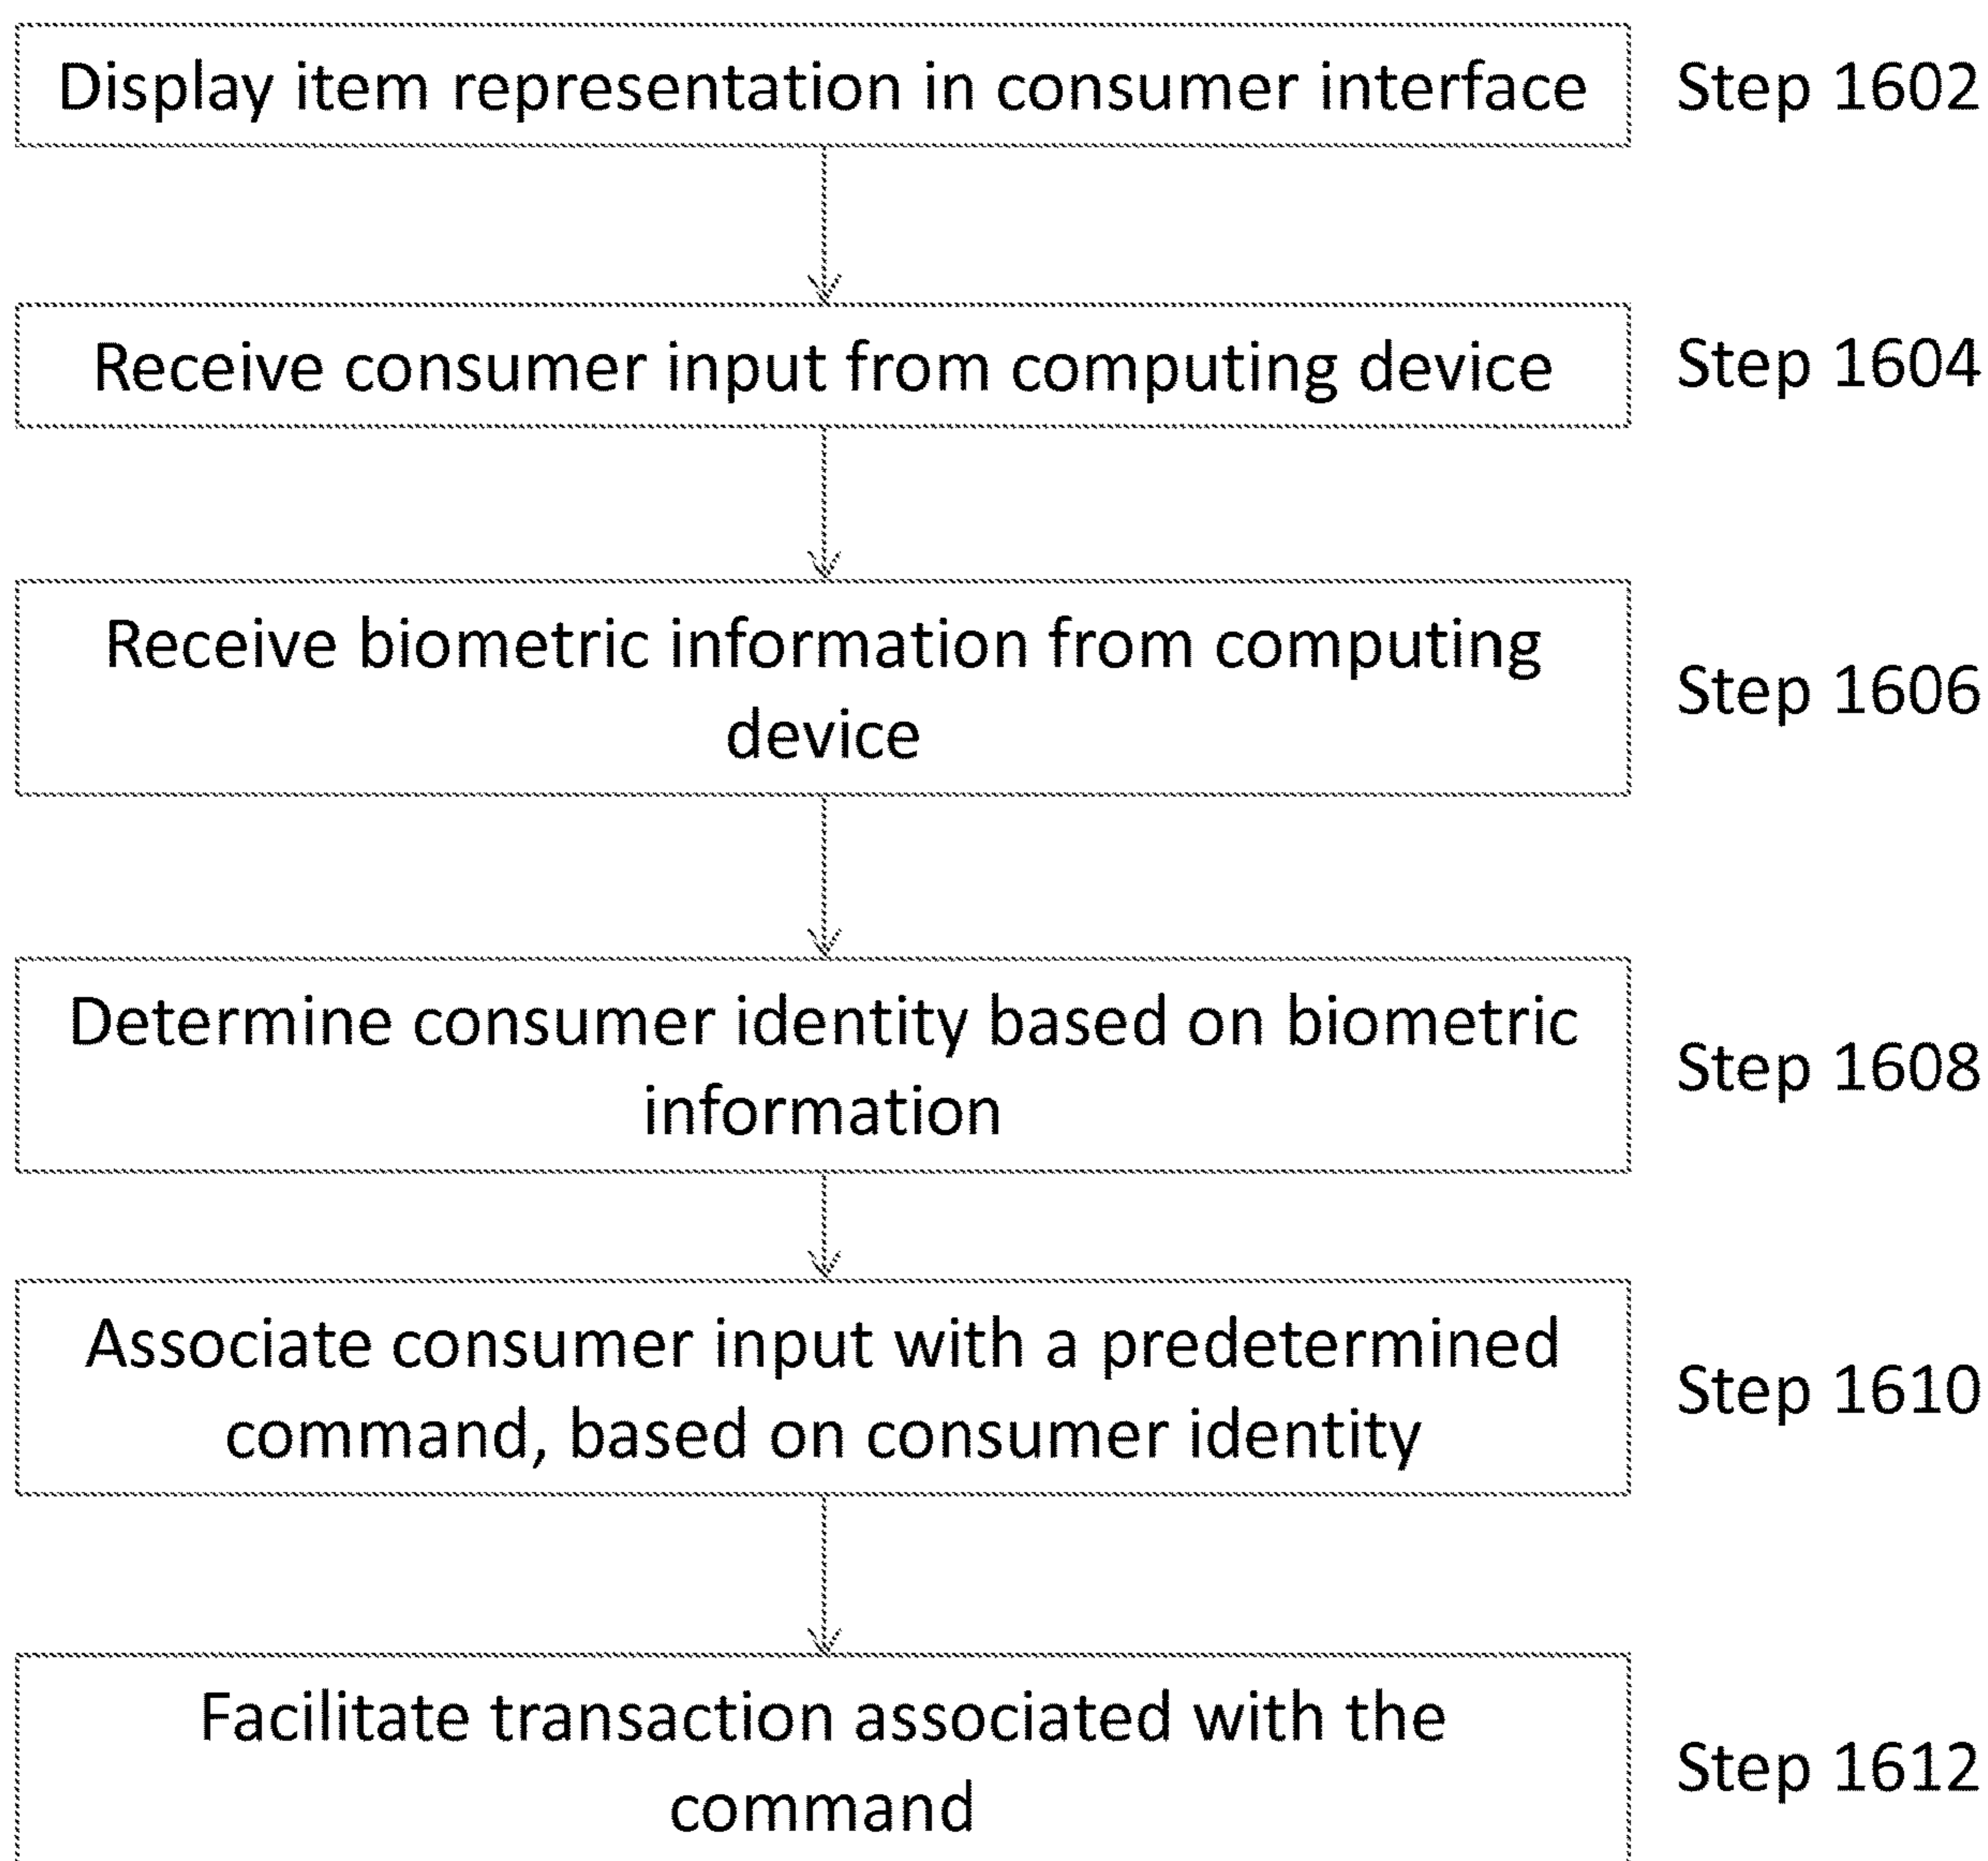 Display item representation in consumer interface
Step 1602
Receive consumer input from computing device
Step 1604
Receive biometric information from computing
device
Step 1606
Determine consumer identity based on biometric
information
Step 1608
Associate consumer input with a predetermined
command, based on consumer identity
Step 1610
Facilitate transaction associated with the
command
Step 1612